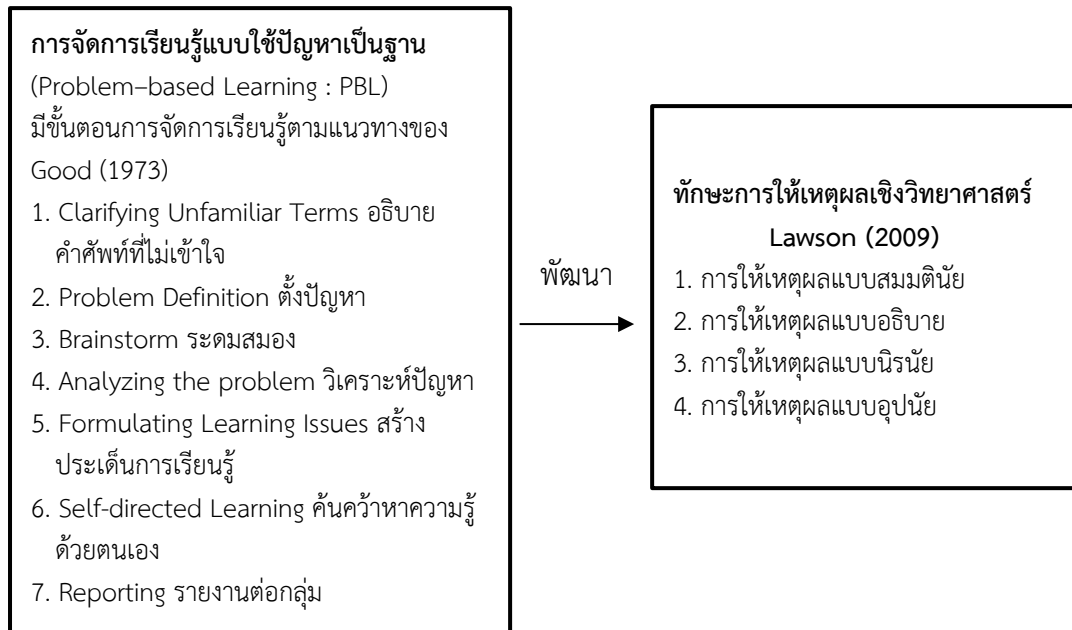 การจัดการเรียนรู้แบบใช้ปัญหาเป็นฐาน
(Problem–based Learning : PBL)
มีขั้นตอนการจัดการเรียนรู้ตามแนวทางของ
Good (1973)
1. Clarifying Unfamiliar Terms อธิบาย
คำศัพท์ที่ไม่เข้าใจ
2. Problem Definition ตั้งปัญหา
3. Brainstorm ระดมสมอง
4. Analyzing the problem วิเคราะห์ปัญหา
5. Formulating Learning Issues สร้าง
ประเด็นการเรียนรู้
6. Self-directed Learning ค้นคว้าหาความรู้
ด้วยตนเอง
7. Reporting รายงานต่อกลุ่ม
พัฒนา
ทักษะการให้เหตุผลเชิงวิทยาศาสตร์
Lawson (2009)
1. การให้เหตุผลแบบสมมตินัย
2. การให้เหตุผลแบบอธิบาย
3. การให้เหตุผลแบบนิรนัย
4. การให้เหตุผลแบบอุปนัย